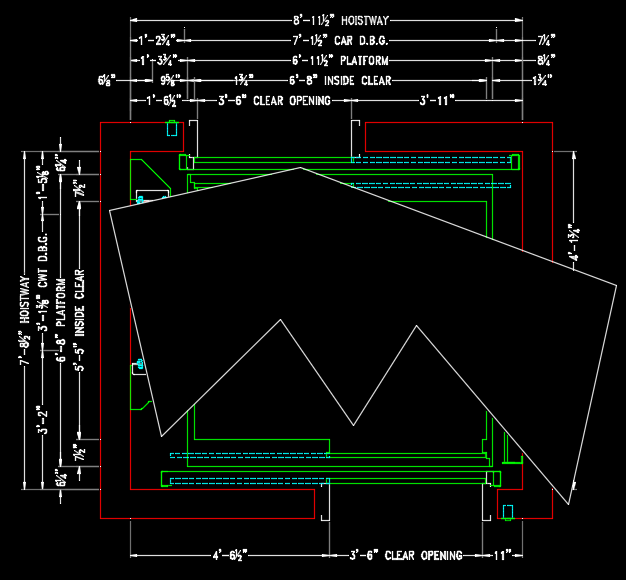 8'-11½" HOISTWAY
1'-2¾" 7'-1½" CAR D.B.G. 7¼"
1'-3¾" 6'-11½" PLATFORM 8¼"
6⅛" 9⅝" 1¾" 6'-8" INSIDE CLEAR 1¾"
1'-6½" 3'-6" CLEAR OPENING 3'-11"
7'-8½" HOISTWAY
1'-5⅝" 3'-1⅜" CWT D.B.G. 3'-2"
6¼" 6'-8" PLATFORM 6¼"
7½" 5'-5" INSIDE CLEAR 7½"
4'-1¾"
4'-6½" 3'-6" CLEAR OPENING 11"